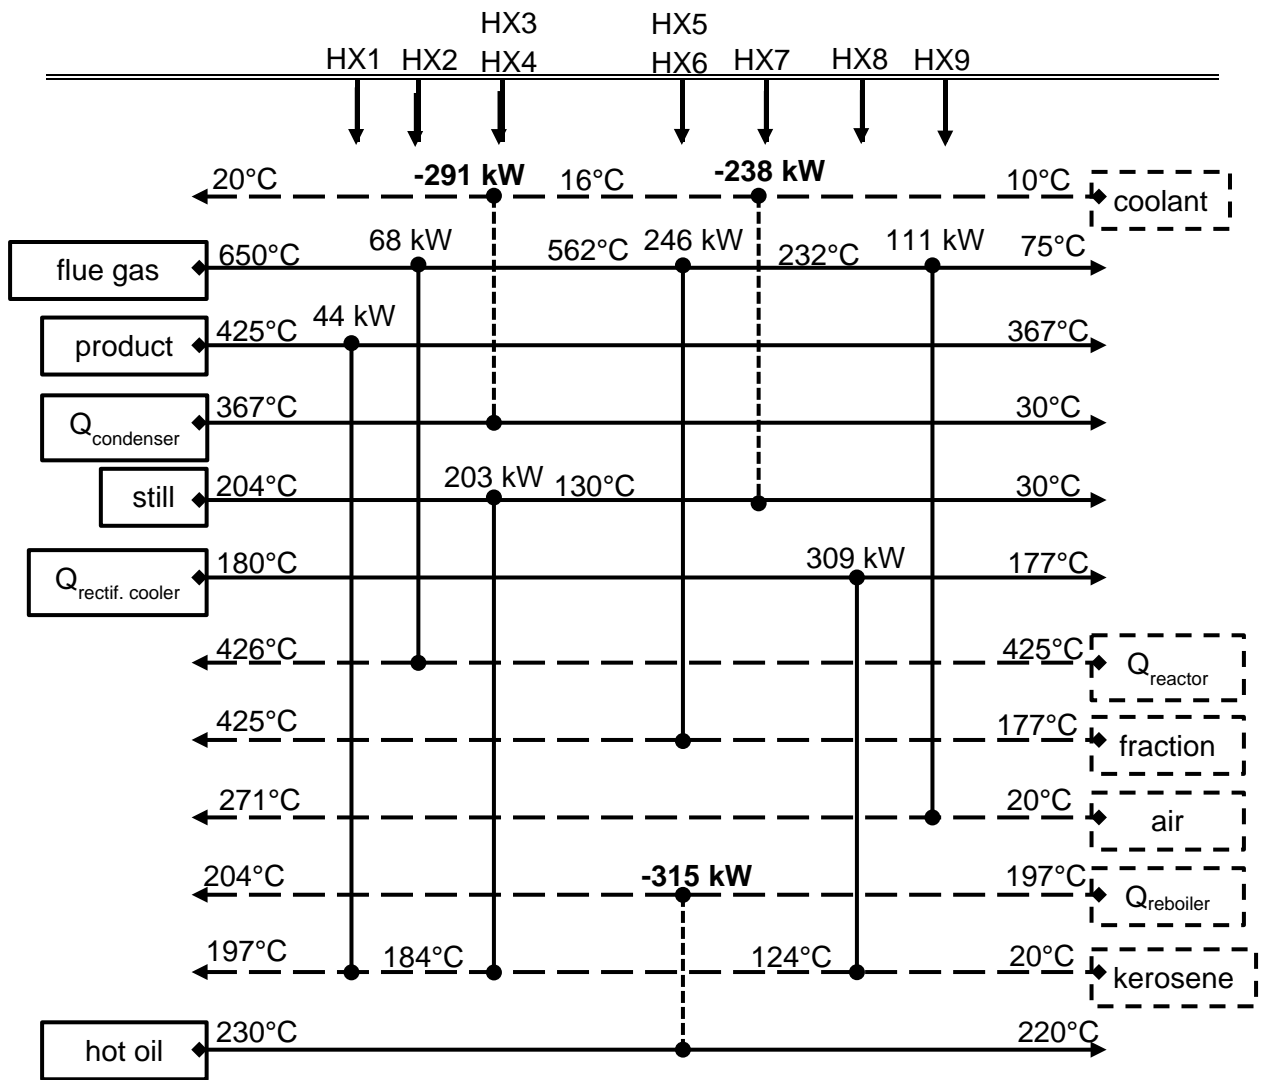 HX3 HX5
HX1 HX2 HX4 HX6 HX7 HX8 HX9
20°C -291 kW 16°C -238 kW 10°C coolant
flue gas 650°C 68 kW 562°C 246 kW 232°C 111 kW 75°C
product 425°C 44 kW 367°C
Qcondenser 367°C 30°C
still 204°C 203 kW 130°C 30°C
Qrectif. cooler 180°C 309 kW 177°C
426°C 425°C Qreactor
425°C 177°C fraction
271°C 20°C air
204°C -315 kW 197°C Qreboiler
197°C 184°C 124°C 20°C kerosene
hot oil 230°C 220°C